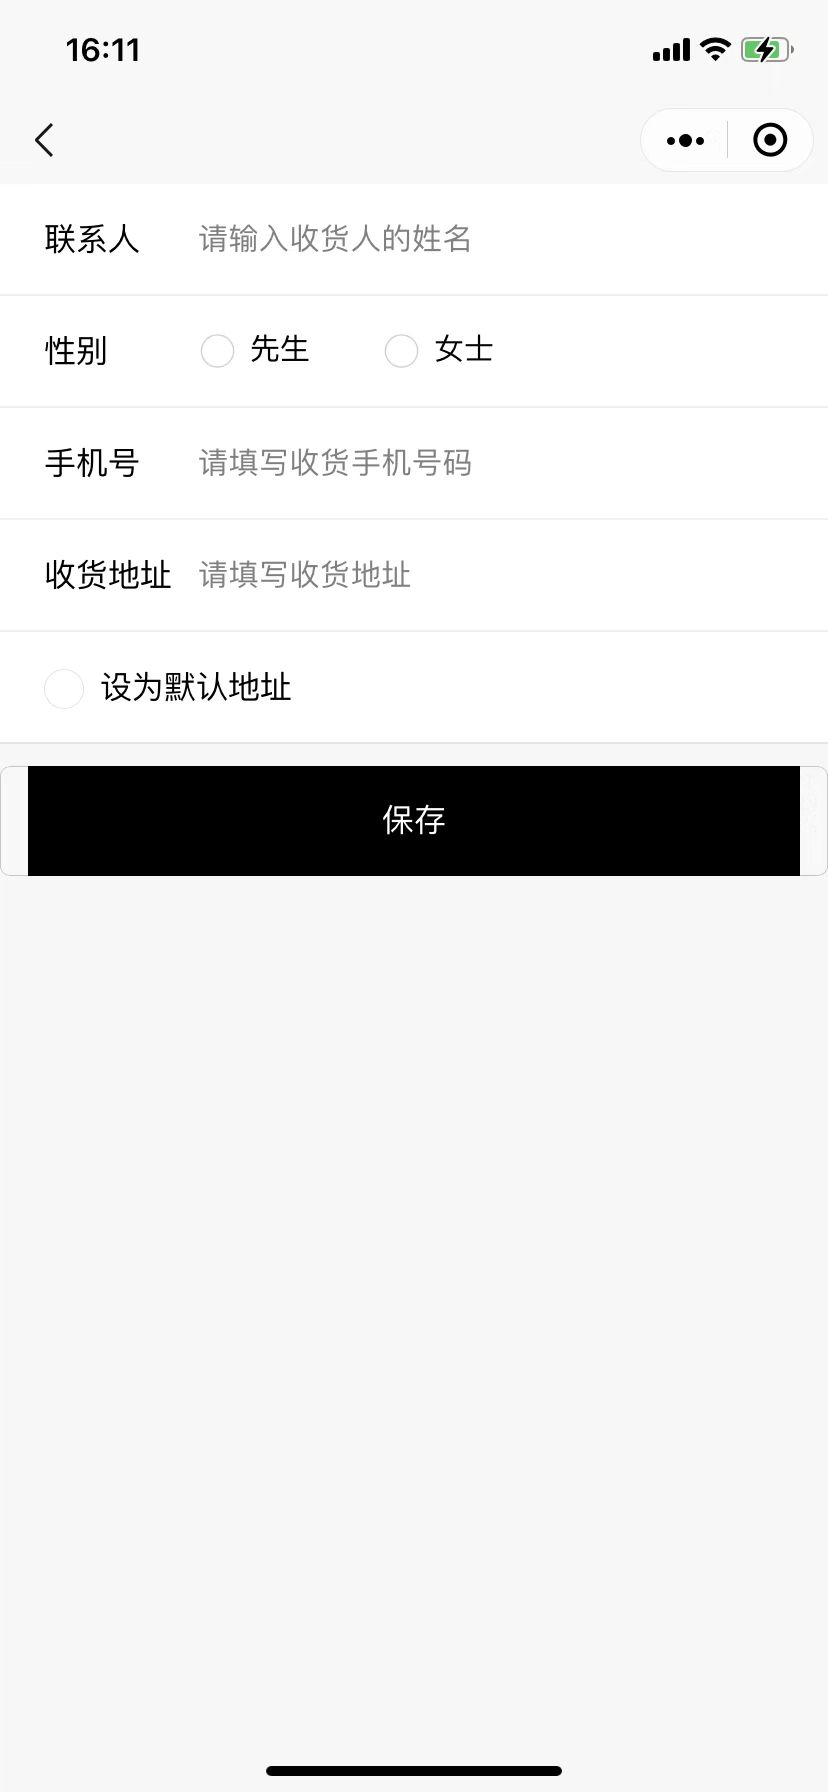 16:11
联系人 请输入收货人的姓名
性别 先生 女士
手机号 请填写收货手机号码
收货地址 请填写收货地址
设为默认地址
保存